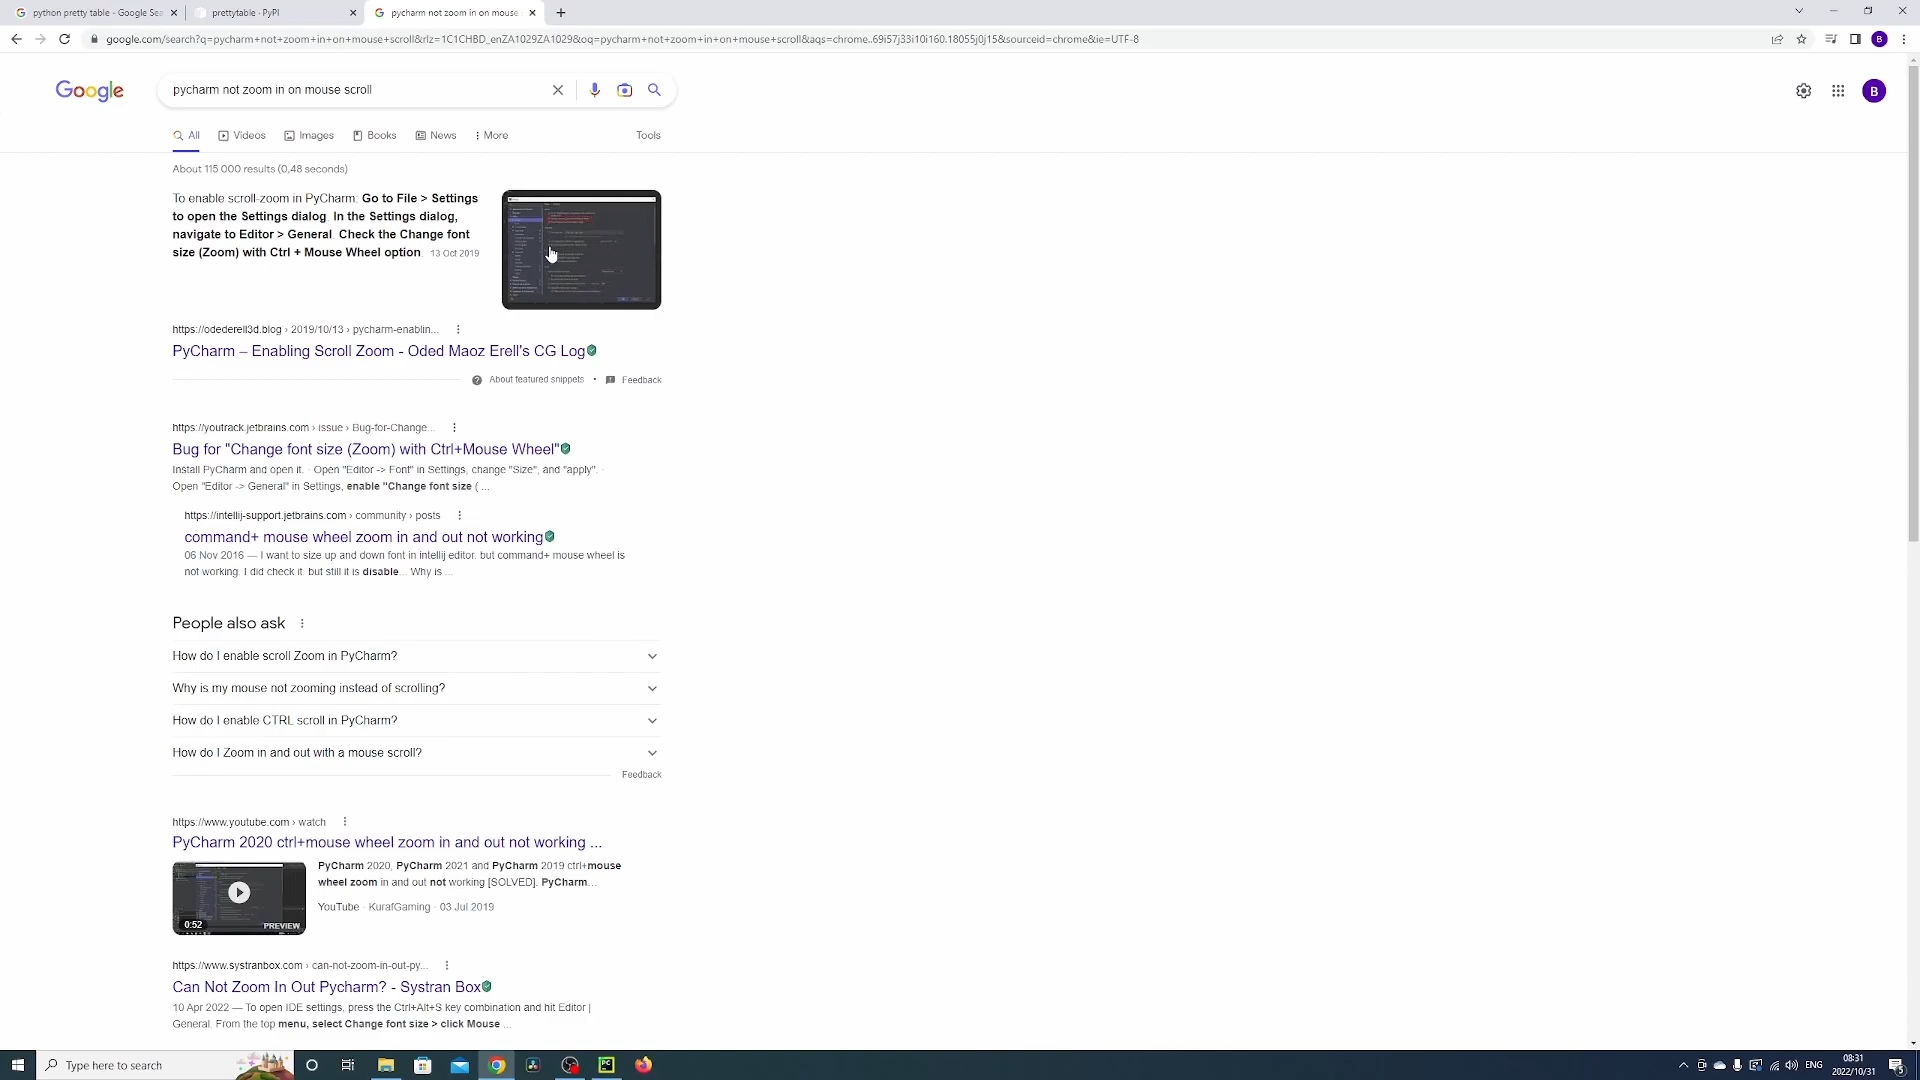 python pretty table - Google Sea
prettytable · PyPI
pycharm not zoom in on mouse
google.com/search?q=pycharm+not+zoom+in+on+mouse+scroll&rlz=1C1CHBD_enZA1029ZA1029&oq=pycharm+not+zoom+in+on+mouse+scroll&aqs=chrome..69i57j33i10i160.18055j0j15&sourceid=chrome&ie=UTF-8
B
Google
pycharm not zoom in on mouse scroll
B
All
Videos
Images
Books
News
More
Tools
About 115 000 results (0,48 seconds)
To enable scroll-zoom in PyCharm: Go to File > Settings
to open the Settings dialog. In the Settings dialog,
navigate to Editor > General. Check the Change font
size (Zoom) with Ctrl + Mouse Wheel option. 13 Oct 2019
https://odederell3d.blog › 2019/10/13 › pycharm-enablin...
PyCharm – Enabling Scroll Zoom - Oded Maoz Erell's CG Log
About featured snippets • Feedback
https://youtrack.jetbrains.com › issue › Bug-for-Change...
Bug for "Change font size (Zoom) with Ctrl+Mouse Wheel"
Install PyCharm and open it. · Open "Editor -> Font" in Settings, change "Size", and "apply". ·
Open "Editor -> General" in Settings, enable "Change font size ( ...
https://intellij-support.jetbrains.com › community › posts
command+ mouse wheel zoom in and out not working
06 Nov 2016 — I want to size up and down font in intellij editor. but command+ mouse wheel is
not working. I did check it. but still it is disable... Why is ...
People also ask
How do I enable scroll Zoom in PyCharm?
Why is my mouse not zooming instead of scrolling?
How do I enable CTRL scroll in PyCharm?
How do I Zoom in and out with a mouse scroll?
Feedback
https://www.youtube.com › watch
PyCharm 2020 ctrl+mouse wheel zoom in and out not working ...
PyCharm 2020, PyCharm 2021 and PyCharm 2019 ctrl+mouse
wheel zoom in and out not working [SOLVED]. PyCharm...
YouTube · KurafGaming · 03 Jul 2019
0:52
PREVIEW
https://www.systranbox.com › can-not-zoom-in-out-py...
Can Not Zoom In Out Pycharm? - Systran Box
10 Apr 2022 — To open IDE settings, press the Ctrl+Alt+S key combination and hit Editor |
General. From the top menu, select Change font size > click Mouse ...
Type here to search
PC
ENG
08:31
2022/10/31
5